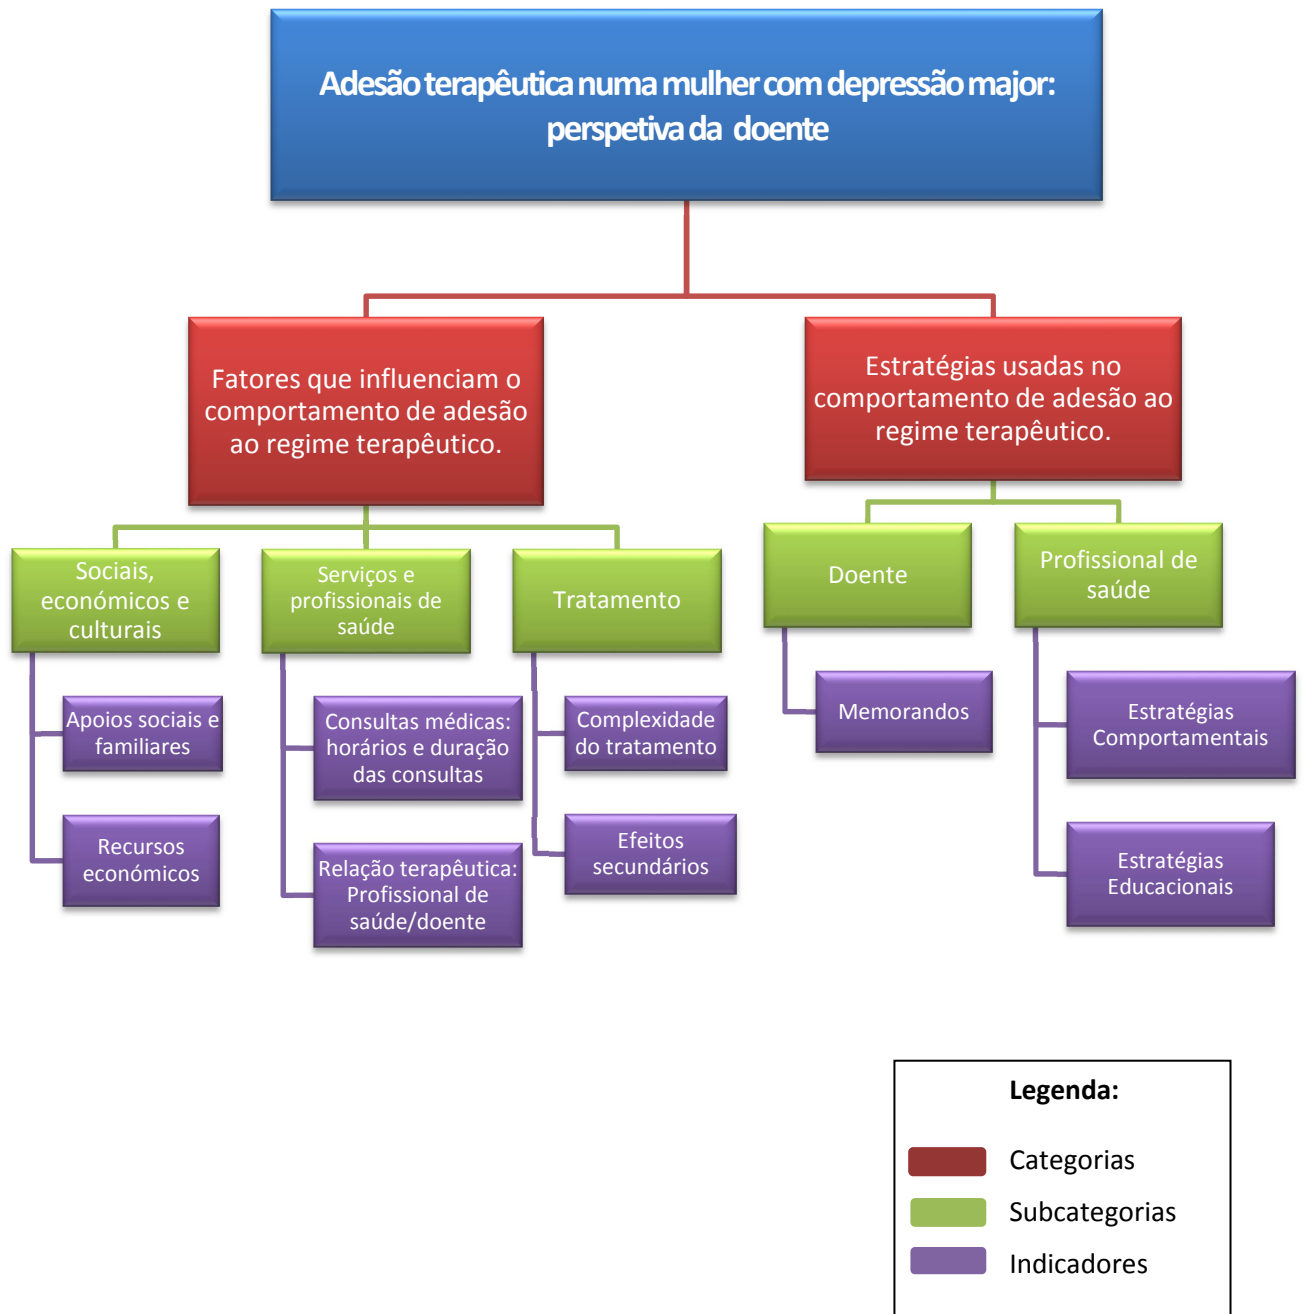 Adesão terapêutica numa mulher com depressão major:
perspetiva da doente
Fatores que influenciam o
comportamento de adesão
ao regime terapêutico.
Estratégias usadas no
comportamento de adesão ao
regime terapêutico.
Sociais,
económicos e
culturais
Serviços e
profissionais de
saúde
Tratamento
Doente
Profissional de
saúde
Apoios sociais e
familiares
Recursos
económicos
Consultas médicas:
horários e duração
das consultas
Relação terapêutica:
Profissional de
saúde/doente
Complexidade
do tratamento
Efeitos
secundários
Memorandos
Estratégias
Comportamentais
Estratégias
Educacionais
Legenda:
Categorias
Subcategorias
Indicadores